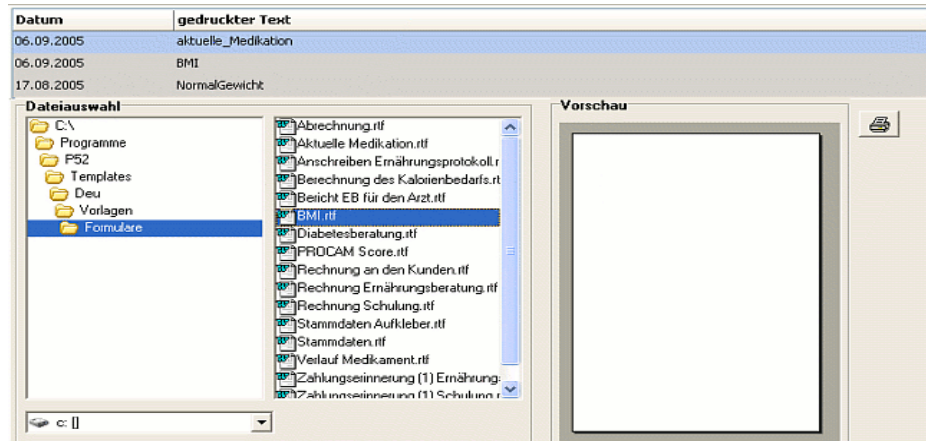 Datum gedruckter Text
06.09.2005 aktuelle_Medikation
06.09.2005 BMI
17.08.2005 NormalGewicht
Dateiauswahl
C:\
Programme
P52
Templates
Deu
Vorlagen
Formulare
c: []
Abrechnung.rtf
Aktuelle Medikation.rtf
Anschreiben Ernährungsprotokoll.r
Berechnung des Kalorienbedarfs.rt
Bericht EB für den Arzt.rtf
BMI.rtf
Diabetesberatung.rtf
PROCAM Score.rtf
Rechnung an den Kunden.rtf
Rechnung Ernährungsberatung.rtf
Rechnung Schulung.rtf
Stammdaten Aufkleber.rtf
Stammdaten.rtf
Verlauf Medikament.rtf
Zahlungserinnerung (1) Ernährung
Zahlungserinnerung (1) Schulung.r
Vorschau